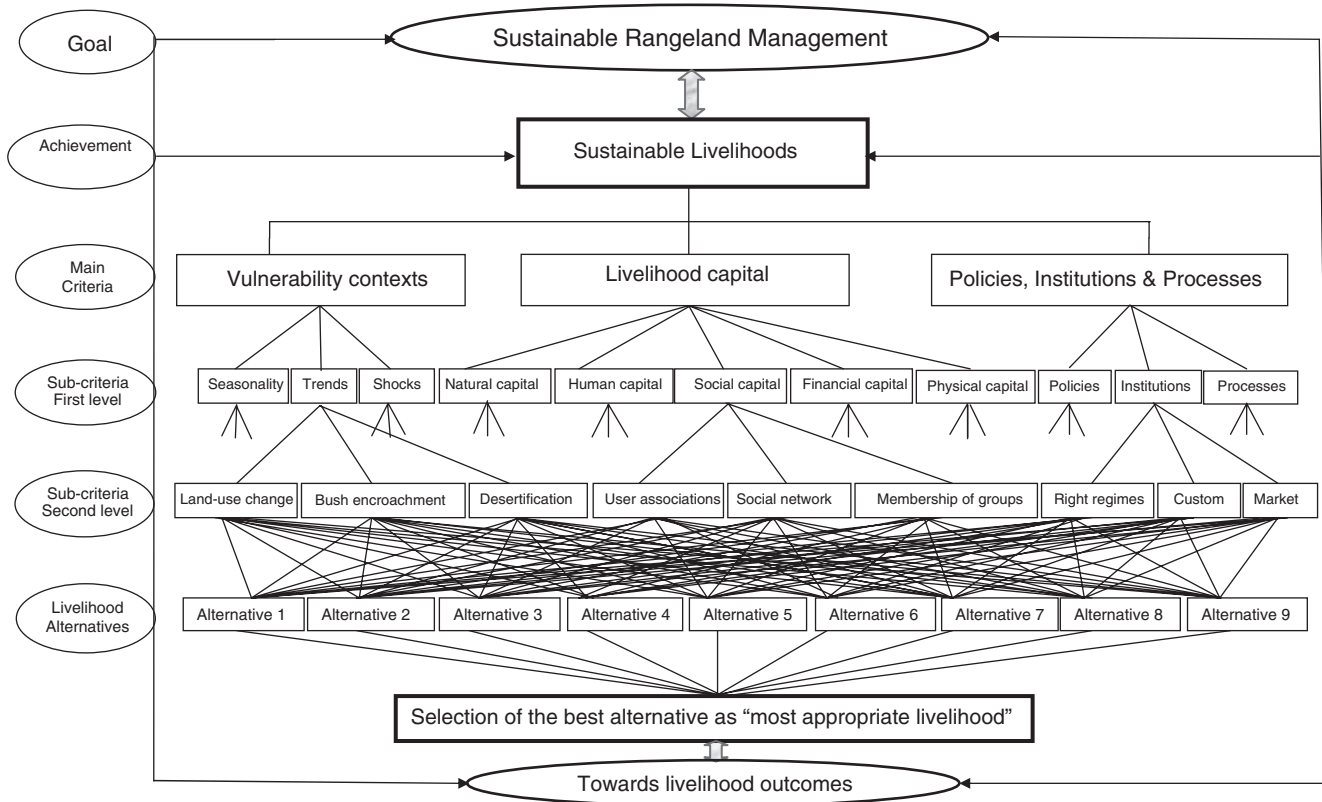 Goal
Sustainable Rangeland Management
Achievement
Sustainable Livelihoods
Main
Criteria
Vulnerability contexts
Livelihood capital
Policies, Institutions & Processes
Sub-criteria
First level
Seasonality
Trends
Shocks
Natural capital
Human capital
Social capital
Financial capital
Physical capital
Policies
Institutions
Processes
Sub-criteria
Second level
Land-use change
Bush encroachment
Desertification
User associations
Social network
Membership of groups
Right regimes
Custom
Market
Livelihood
Alternatives
Alternative 1
Alternative 2
Alternative 3
Alternative 4
Alternative 5
Alternative 6
Alternative 7
Alternative 8
Alternative 9
Selection of the best alternative as “most appropriate livelihood”
Towards livelihood outcomes